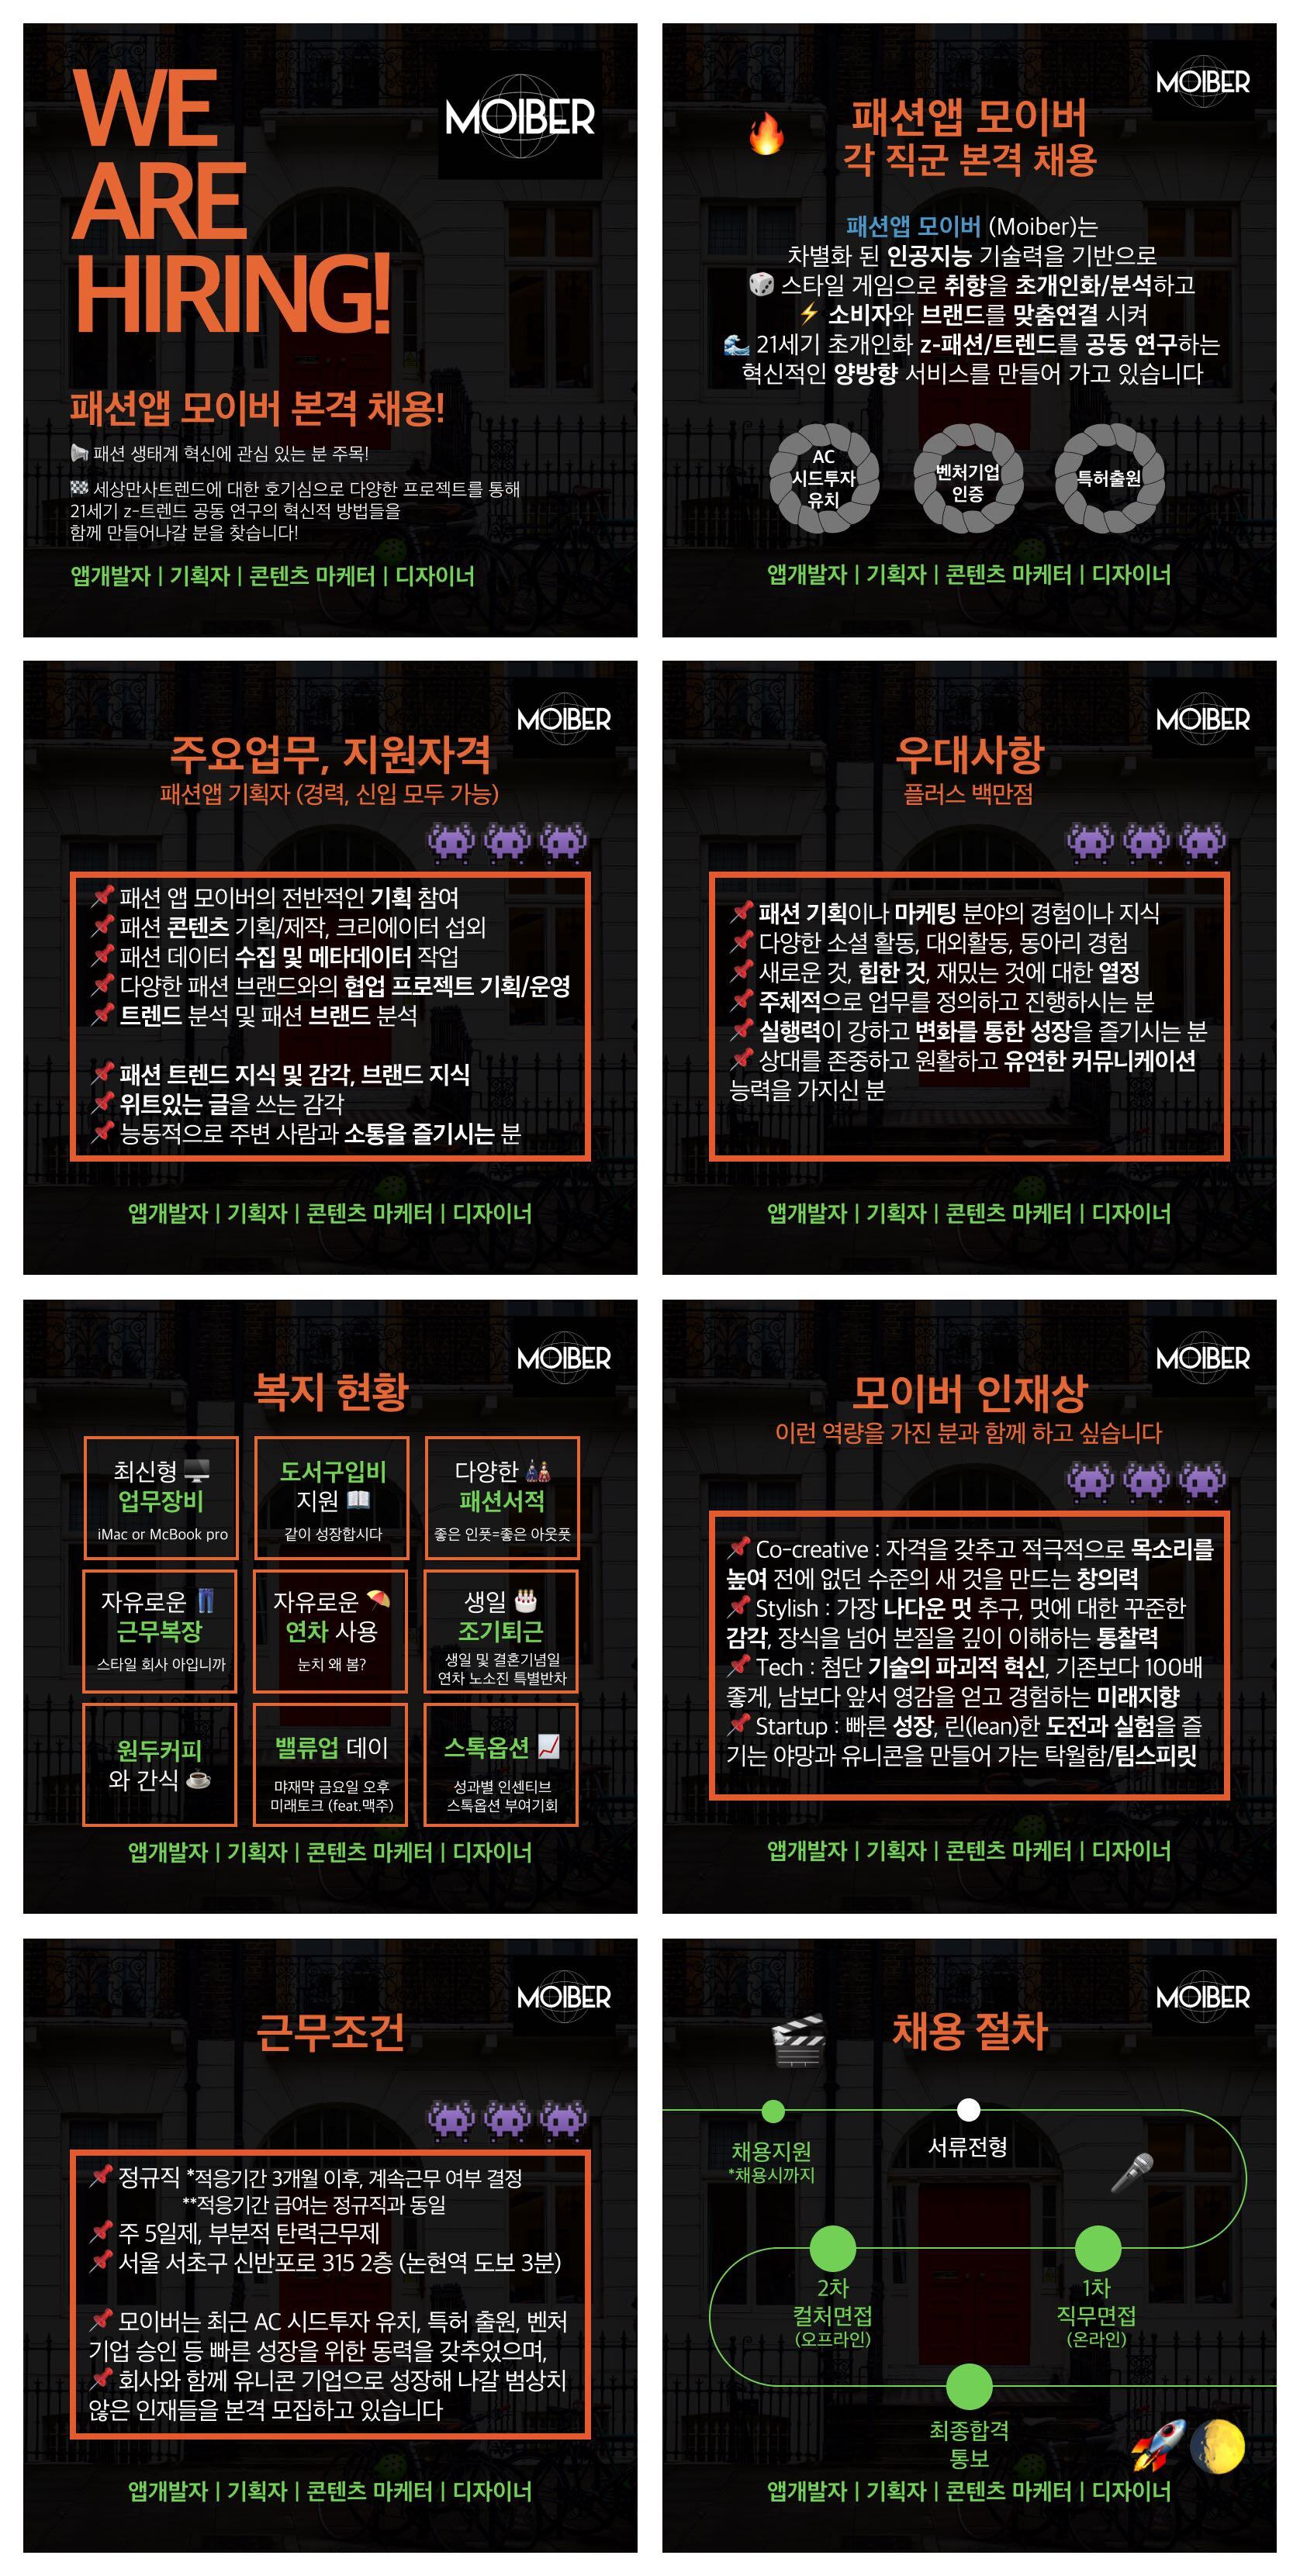 WE
ARE
HIRING!
MOIBER
패션앱 모이버 본격 채용!
패션 생태계 혁신에 관심 있는 분 주목!
세상만사트렌드에 대한 호기심으로 다양한 프로젝트를 통해
21세기 z-트렌드 공동 연구의 혁신적 방법들을
함께 만들어나갈 분을 찾습니다!
앱개발자 | 기획자 | 콘텐츠 마케터 | 디자이너
MOIBER
패션앱 모이버
각 직군 본격 채용
패션앱 모이버 (Moiber)는
차별화 된 인공지능 기술력을 기반으로
🎲 스타일 게임으로 취향을 초개인화/분석하고
⚡ 소비자와 브랜드를 맞춤연결 시켜
🌊 21세기 초개인화 z-패션/트렌드를 공동 연구하는
혁신적인 양방향 서비스를 만들어 가고 있습니다
AC
시드투자
유치
벤처기업
인증
특허출원
앱개발자 | 기획자 | 콘텐츠 마케터 | 디자이너
MOIBER
주요업무, 지원자격
패션앱 기획자 (경력, 신입 모두 가능)
📌 패션 앱 모이버의 전반적인 기획 참여
📌 패션 콘텐츠 기획/제작, 크리에이터 섭외
📌 패션 데이터 수집 및 메타데이터 작업
📌 다양한 패션 브랜드와의 협업 프로젝트 기획/운영
📌 트렌드 분석 및 패션 브랜드 분석
📌 패션 트렌드 지식 및 감각, 브랜드 지식
📌 위트있는 글을 쓰는 감각
📌 능동적으로 주변 사람과 소통을 즐기시는 분
앱개발자 | 기획자 | 콘텐츠 마케터 | 디자이너
MOIBER
우대사항
플러스 백만점
📌 패션 기획이나 마케팅 분야의 경험이나 지식
📌 다양한 소셜 활동, 대외활동, 동아리 경험
📌 새로운 것, 힙한 것, 재밌는 것에 대한 열정
📌 주체적으로 업무를 정의하고 진행하시는 분
📌 실행력이 강하고 변화를 통한 성장을 즐기시는 분
📌 상대를 존중하고 원활하고 유연한 커뮤니케이션
능력을 가지신 분
앱개발자 | 기획자 | 콘텐츠 마케터 | 디자이너
MOIBER
복지 현황
최신형
업무장비
iMac or McBook pro
도서구입비
지원
같이 성장합시다
다양한
패션서적
좋은 인풋=좋은 아웃풋
자유로운
근무복장
스타일 회사 아입니까
자유로운
연차 사용
눈치 왜 봄?
생일
조기퇴근
생일 및 결혼기념일
연차 노소진 특별반차
원두커피
와 간식
밸류업 데이
먀쟤먁 금요일 오후
미래토크 (feat.맥주)
스톡옵션
성과별 인센티브
스톡옵션 부여기회
앱개발자 | 기획자 | 콘텐츠 마케터 | 디자이너
MOIBER
모이버 인재상
이런 역량을 가진 분과 함께 하고 싶습니다
📌 Co-creative : 자격을 갖추고 적극적으로 목소리를
높여 전에 없던 수준의 새 것을 만드는 창의력
📌 Stylish : 가장 나다운 멋 추구, 멋에 대한 꾸준한
감각, 장식을 넘어 본질을 깊이 이해하는 통찰력
📌 Tech : 첨단 기술의 파괴적 혁신, 기존보다 100배
좋게, 남보다 앞서 영감을 얻고 경험하는 미래지향
📌 Startup : 빠른 성장, 린(lean)한 도전과 실험을 즐
기는 야망과 유니콘을 만들어 가는 탁월함/팀스피릿
앱개발자 | 기획자 | 콘텐츠 마케터 | 디자이너
MOIBER
근무조건
📌 정규직 *적응기간 3개월 이후, 계속근무 여부 결정
**적응기간 급여는 정규직과 동일
📌 주 5일제, 부분적 탄력근무제
📌 서울 서초구 신반포로 315 2층 (논현역 도보 3분)
📌 모이버는 최근 AC 시드투자 유치, 특허 출원, 벤처
기업 승인 등 빠른 성장을 위한 동력을 갖추었으며,
📌 회사와 함께 유니콘 기업으로 성장해 나갈 범상치
않은 인재들을 본격 모집하고 있습니다
앱개발자 | 기획자 | 콘텐츠 마케터 | 디자이너
MOIBER
채용 절차
채용지원
*채용시까지
서류전형
1차
직무면접
(온라인)
2차
컬처면접
(오프라인)
최종합격
통보
앱개발자 | 기획자 | 콘텐츠 마케터 | 디자이너